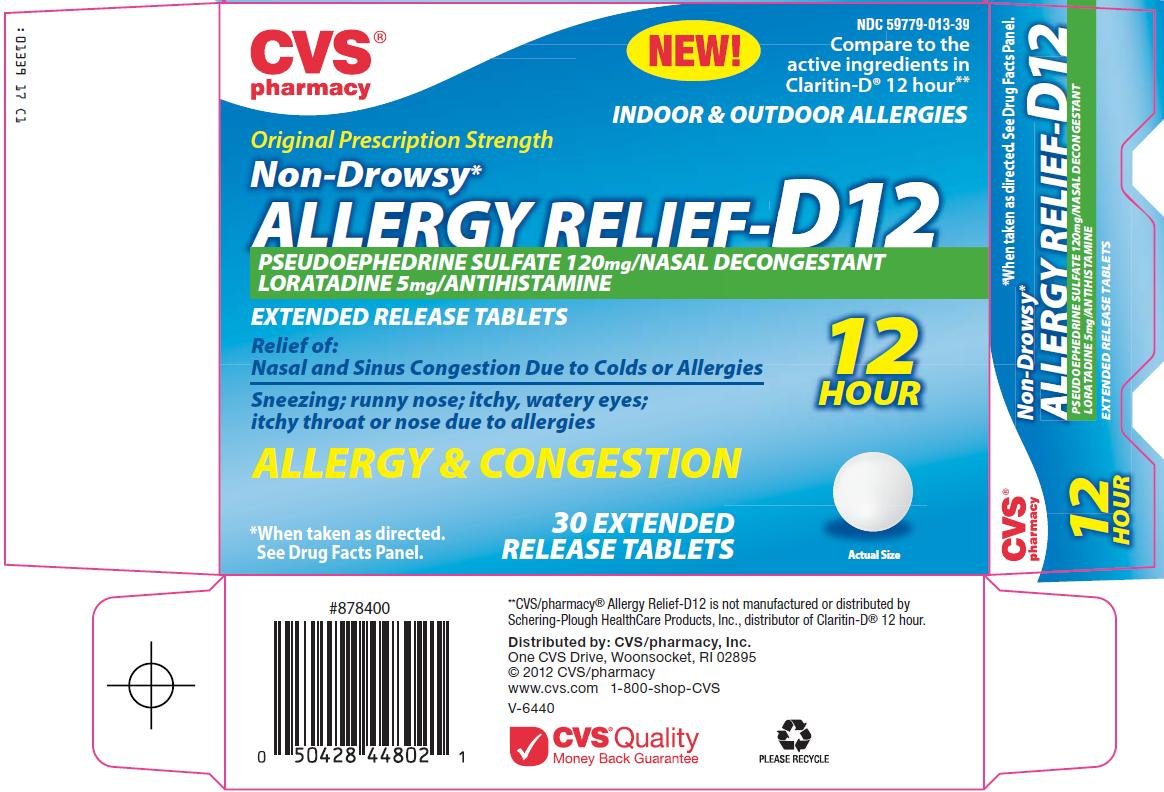 :01339 17 C1
CVS®
pharmacy
NEW!
NDC 59779-013-39
Compare to the
active ingredients in
Claritin-D® 12 hour**
INDOOR & OUTDOOR ALLERGIES
Original Prescription Strength
Non-Drowsy*
ALLERGY RELIEF-D12
PSEUDOEPHEDRINE SULFATE 120mg/NASAL DECONGESTANT
LORATADINE 5mg/ANTIHISTAMINE
EXTENDED RELEASE TABLETS
Relief of:
Nasal and Sinus Congestion Due to Colds or Allergies
Sneezing; runny nose; itchy, watery eyes;
itchy throat or nose due to allergies
12
HOUR
ALLERGY & CONGESTION
*When taken as directed.
See Drug Facts Panel.
30 EXTENDED
RELEASE TABLETS
Actual Size
*When taken as directed. See Drug Facts Panel.
Non-Drowsy*
ALLERGY RELIEF-D12
PSEUDOEPHEDRINE SULFATE 120mg/NASAL DECONGESTANT
LORATADINE 5mg/ANTIHISTAMINE
EXTENDED RELEASE TABLETS
CVS®
pharmacy
12
HOUR
#878400
0 50428 44802 1
**CVS/pharmacy® Allergy Relief-D12 is not manufactured or distributed by
Schering-Plough HealthCare Products, Inc., distributor of Claritin-D® 12 hour.
Distributed by: CVS/pharmacy, Inc.
One CVS Drive, Woonsocket, RI 02895
© 2012 CVS/pharmacy
www.cvs.com 1-800-shop-CVS
V-6440
CVS® Quality
Money Back Guarantee
PLEASE RECYCLE